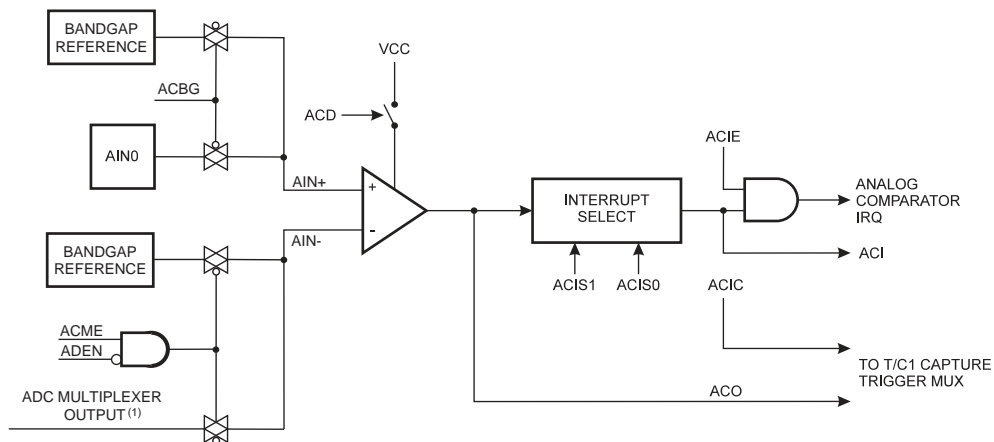 BANDGAP
REFERENCE
VCC
ACBG
ACD
AIN0
ACIE
AIN+
+
INTERRUPT
SELECT
ANALOG
COMPARATOR
IRQ
-
AIN-
BANDGAP
REFERENCE
ACI
ACIS1 ACIS0 ACIC
ACME
ADEN
TO T/C1 CAPTURE
TRIGGER MUX
ADC MULTIPLEXER
OUTPUT (1)
ACO